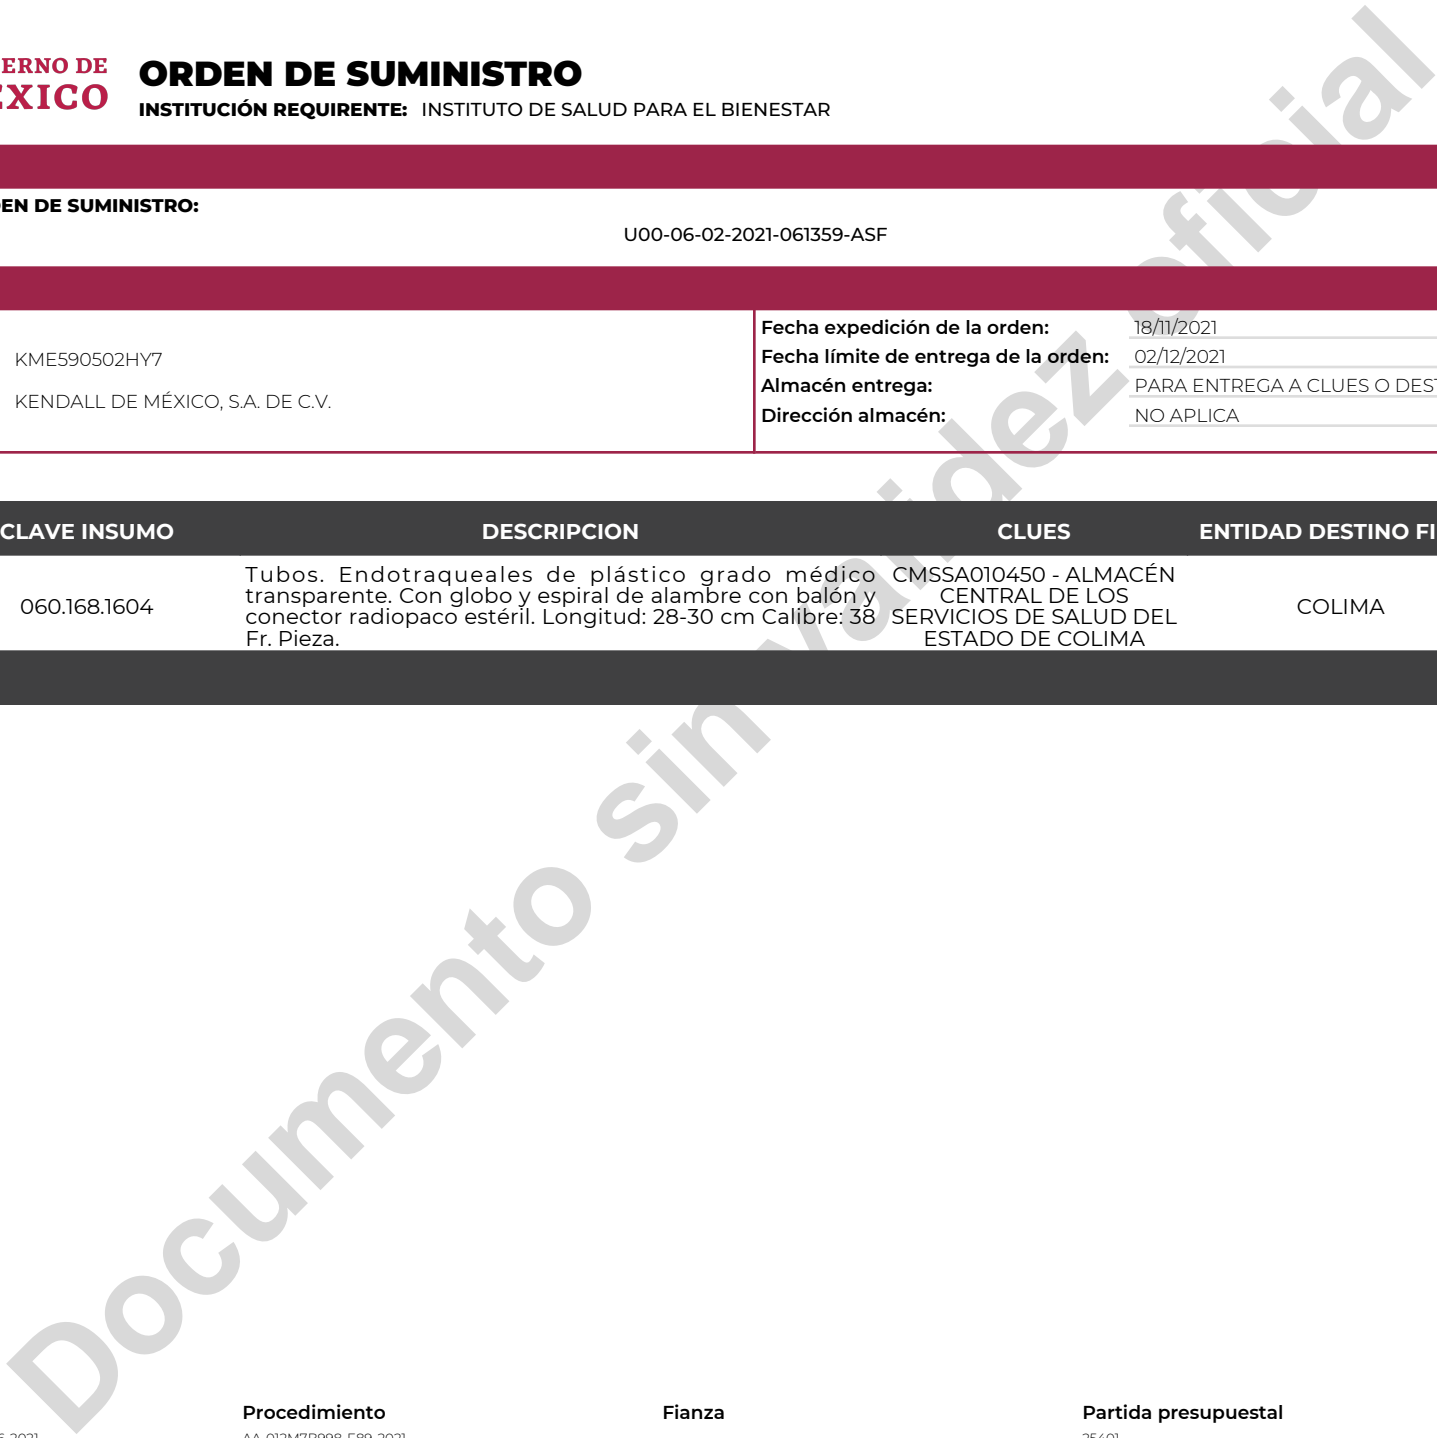 ERNO DE
ORDEN DE SUMINISTRO
INSTITUCIÓN REQUIRENTE: INSTITUTO DE SALUD PARA EL BIENESTAR
EN DE SUMINISTRO:
U00-06-02-2021-061359-ASF
KME590502HY7
KENDALL DE MÉXICO, S.A. DE C.V.
Fecha expedición de la orden: 18/11/2021
Fecha límite de entrega de la orden: 02/12/2021
Almacén entrega: PARA ENTREGA A CLUES O DEST
Dirección almacén: NO APLICA
CLAVE INSUMO DESCRIPCION CLUES ENTIDAD DESTINO FI
060.168.1604
Tubos. Endotraqueales de plástico grado médico
transparente. Con globo y espiral de alambre con balón y
conector radiopaco estéril. Longitud: 28-30 cm Calibre: 38
Fr. Pieza.
CMSSA010450 - ALMACÉN
CENTRAL DE LOS
SERVICIOS DE SALUD DEL
ESTADO DE COLIMA
COLIMA
Documento sin validez oficial
Procedimiento Fianza Partida presupuestal